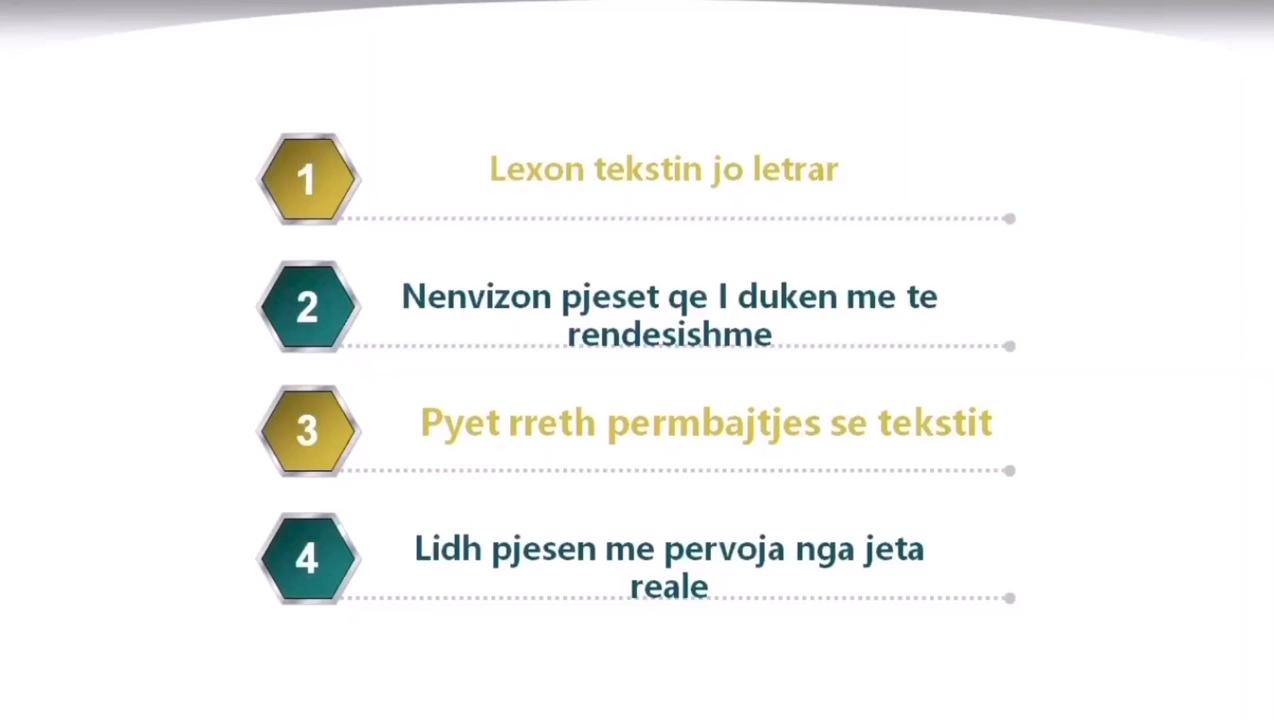 1
Lexon tekstin jo letrar
2
Nenvizon pjeset qe I duken me te
rendesishme
3
Pyet rreth permbajtjes se tekstit
4
Lidh pjesen me pervoja nga jeta
reale